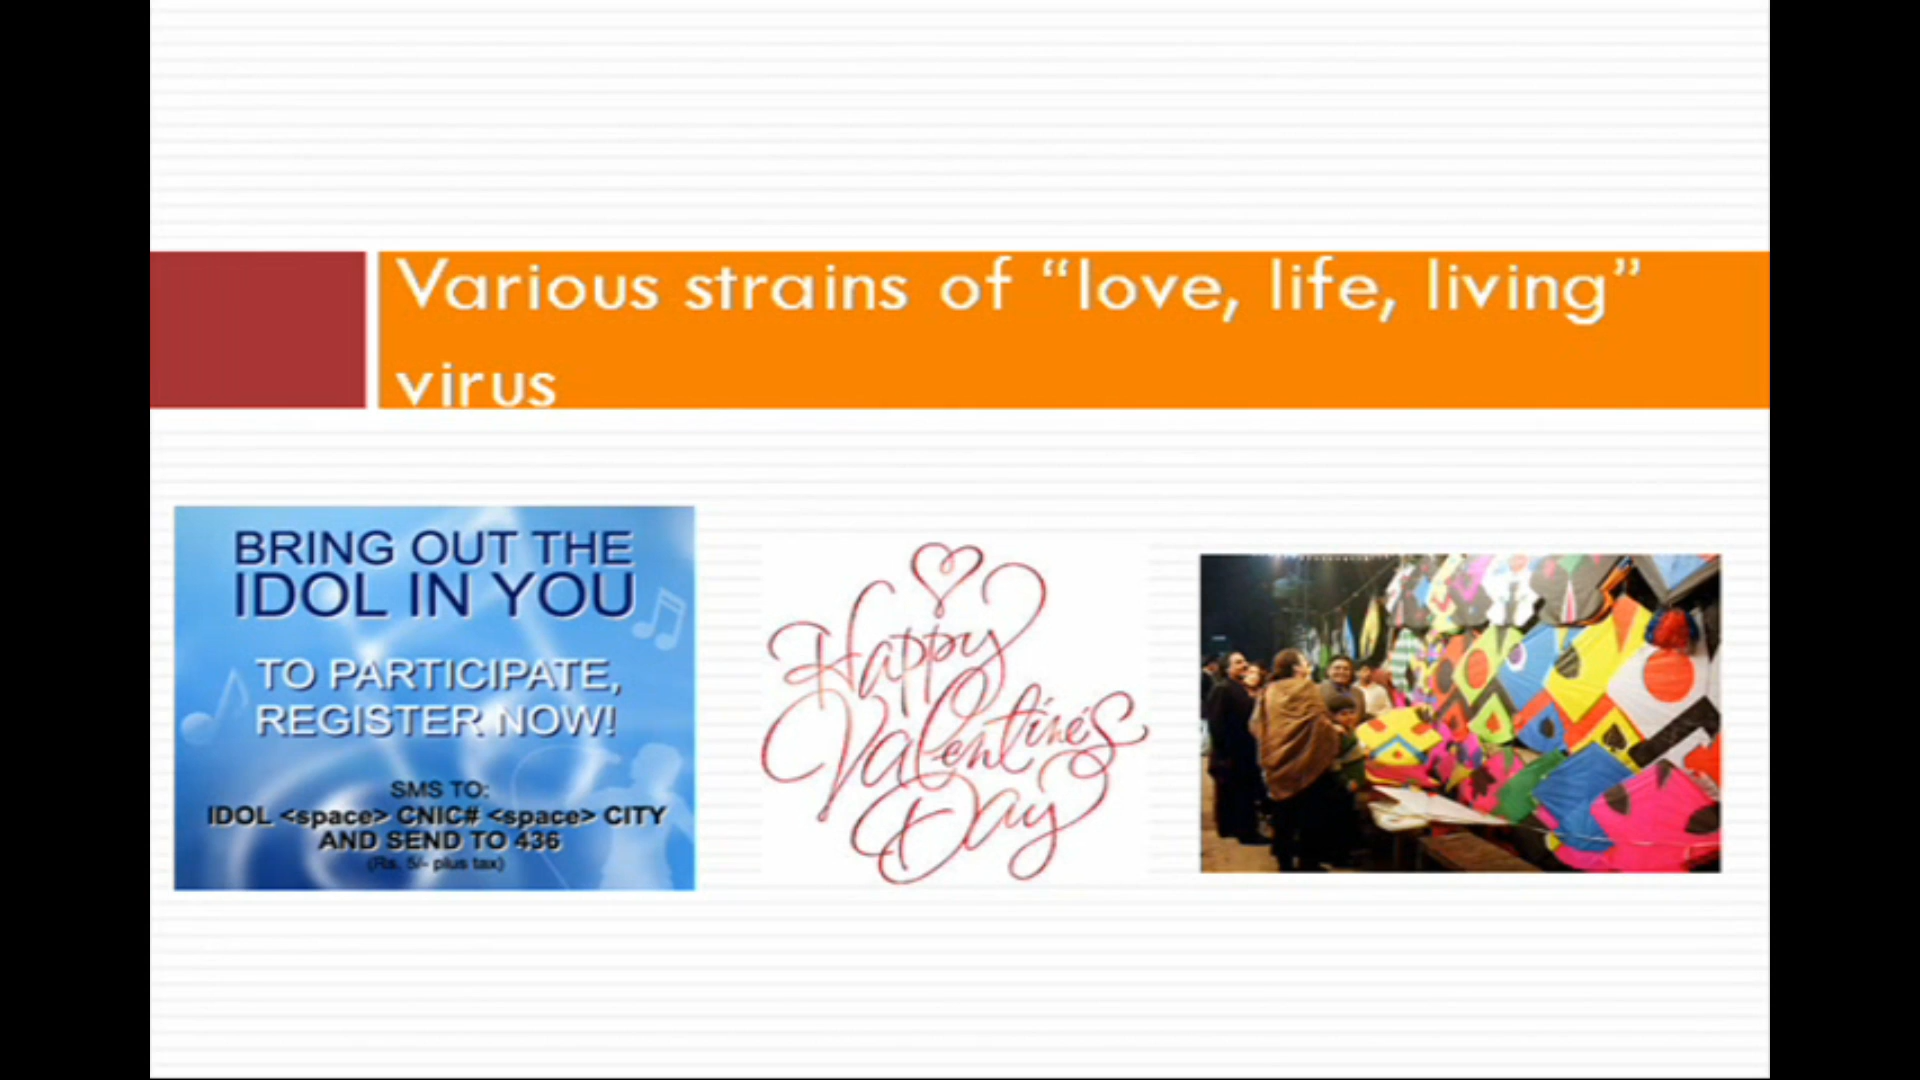 Various strains of “love, life, living”
virus
BRING OUT THE
IDOL IN YOU
TO PARTICIPATE,
REGISTER NOW!
SMS TO:
IDOL <space> CNIC# <space> CITY
AND SEND TO 436
(Rs. 5/- plus tax)
Happy
Valentine's
Day